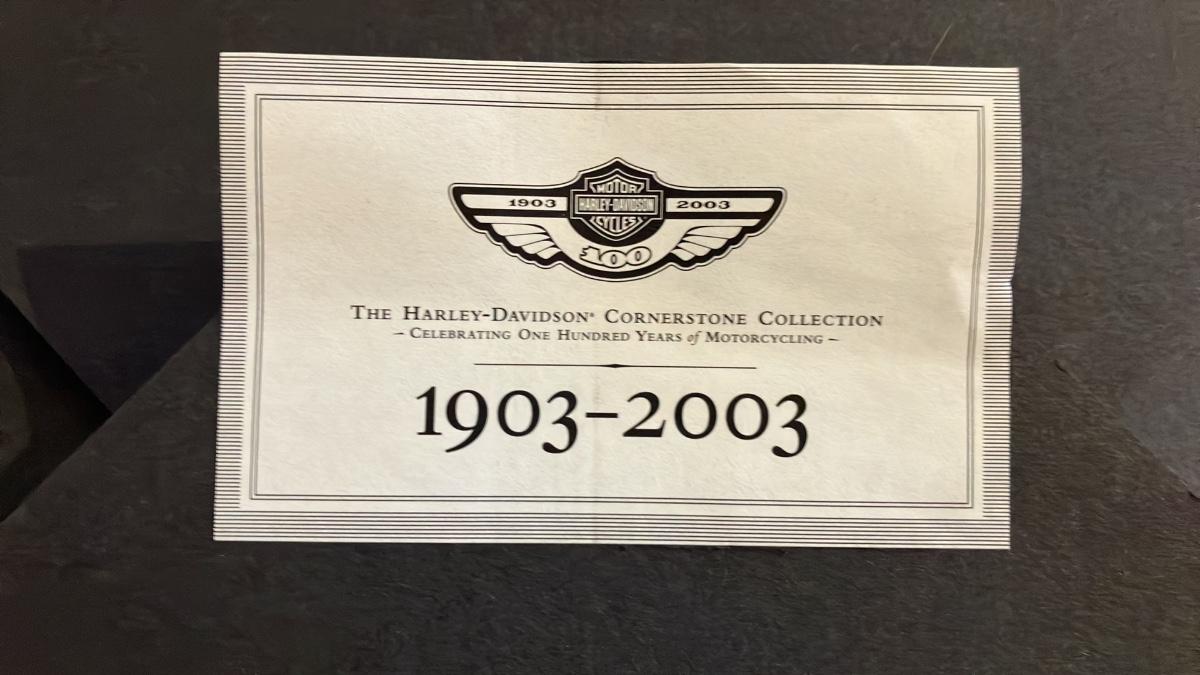 MOTOR
1903 HARLEY-DAVIDSON 2003
CYCLES
100
THE HARLEY-DAVIDSON® CORNERSTONE COLLECTION
– CELEBRATING ONE HUNDRED YEARS of MOTORCYCLING –
1903–2003